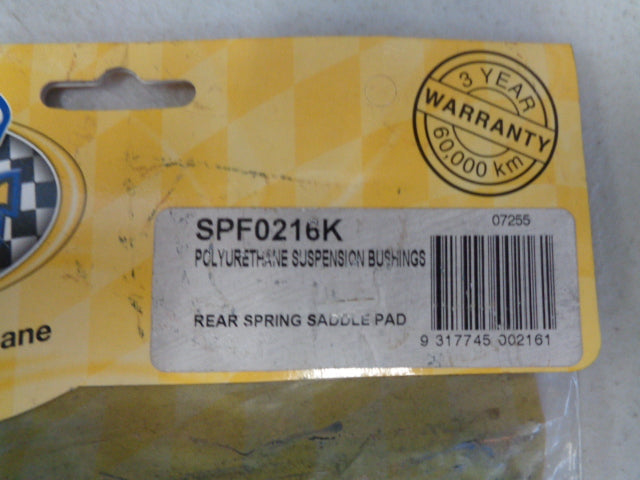 3 YEAR
WARRANTY
60,000 km
SPF0216K
07255
POLYURETHANE SUSPENSION BUSHINGS
REAR SPRING SADDLE PAD
9 317745 002161
ane